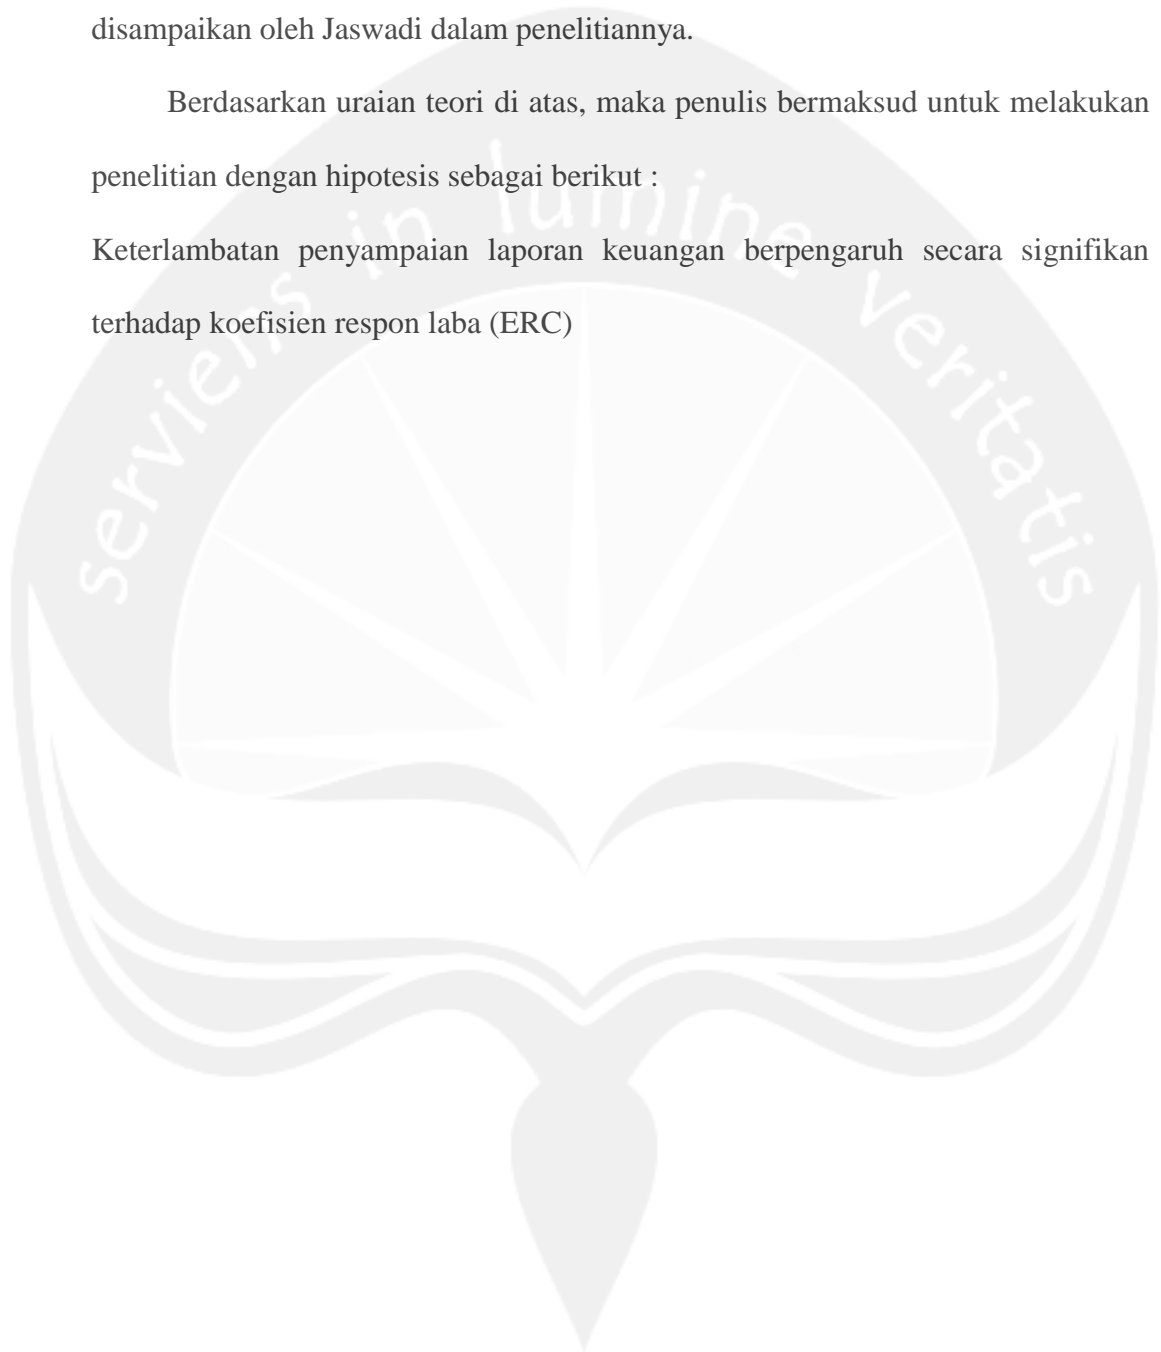 disampaikan oleh Jaswadi dalam penelitiannya.
Berdasarkan uraian teori di atas, maka penulis bermaksud untuk melakukan
penelitian dengan hipotesis sebagai berikut :
Keterlambatan penyampaian laporan keuangan berpengaruh secara signifikan
terhadap koefisien respon laba (ERC)
serviens in lumine veritatis